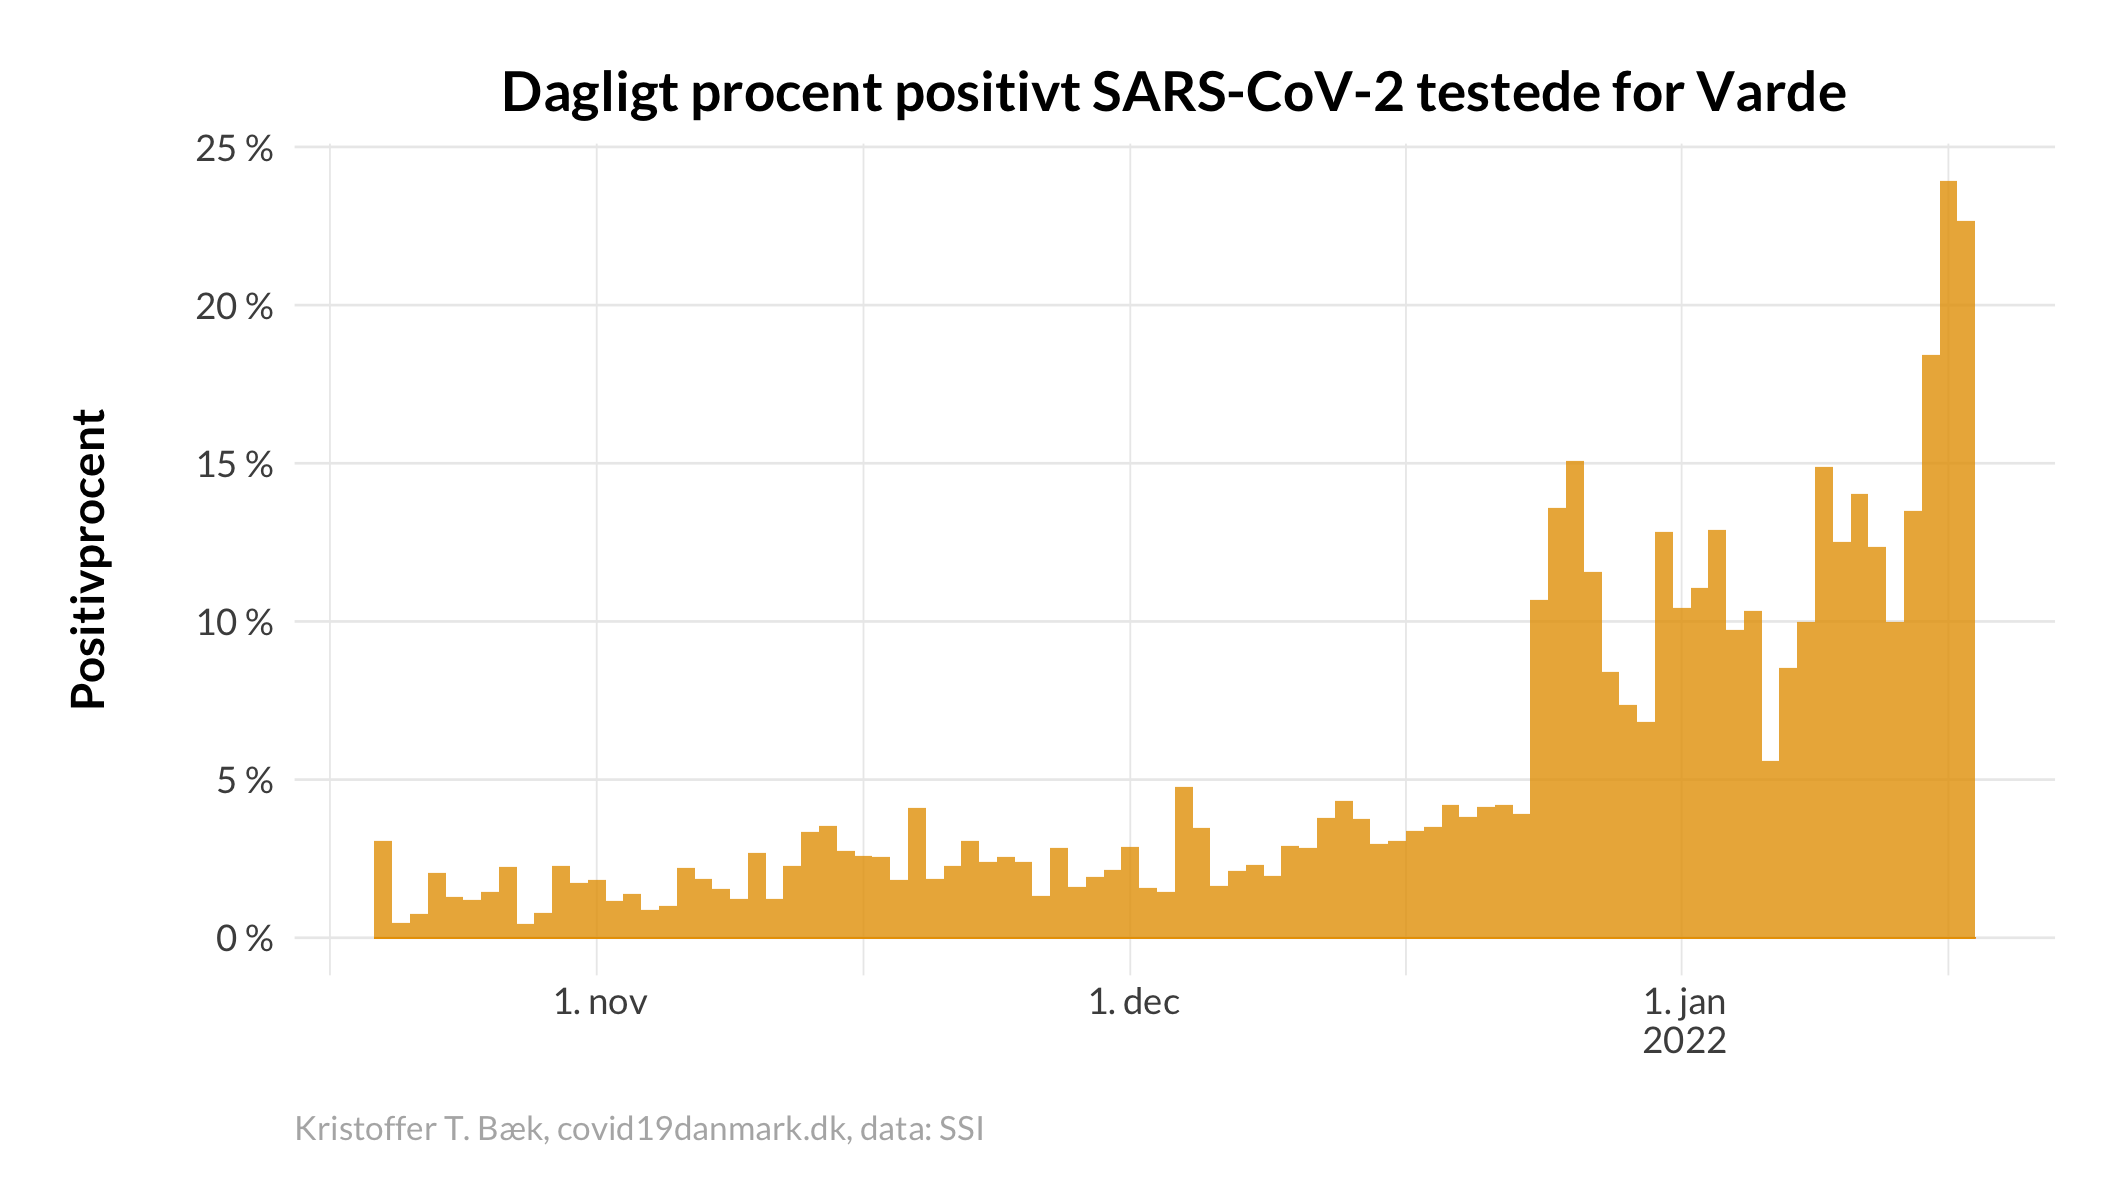 Dagligt procent positivt SARS-CoV-2 testede for Varde
Positivprocent
25 %
20 %
15 %
10 %
5 %
0 %
1. nov
1. dec
1. jan
2022
Kristoffer T. Bæk, covid19danmark.dk, data: SSI